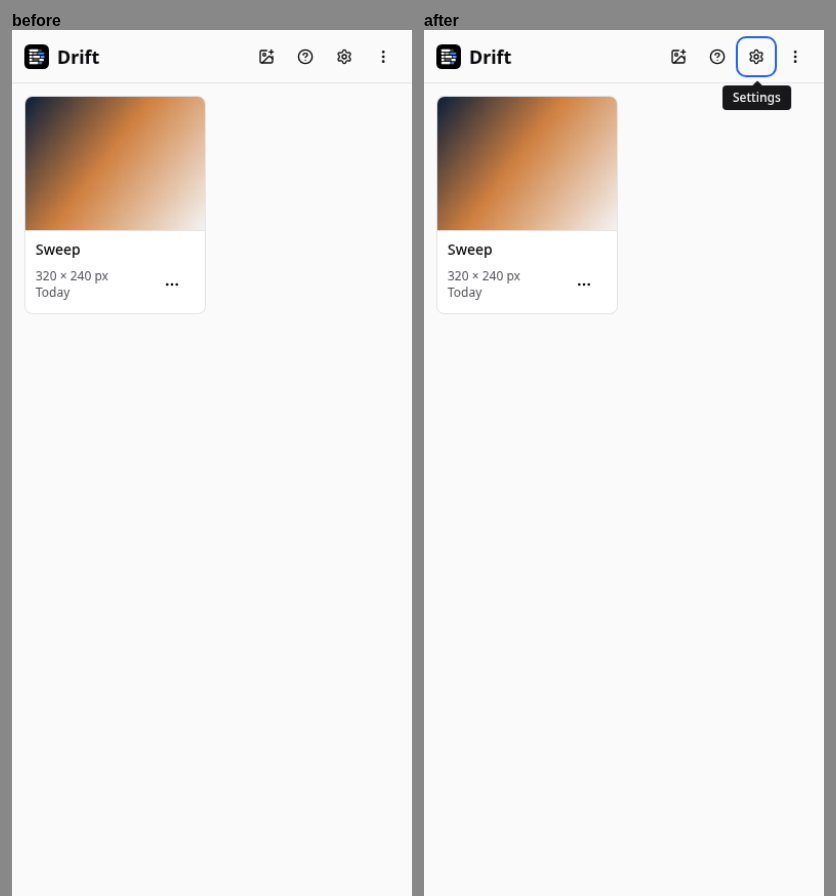 before
after
Drift
Drift
Settings
Sweep
320 × 240 px
Today
Sweep
320 × 240 px
Today